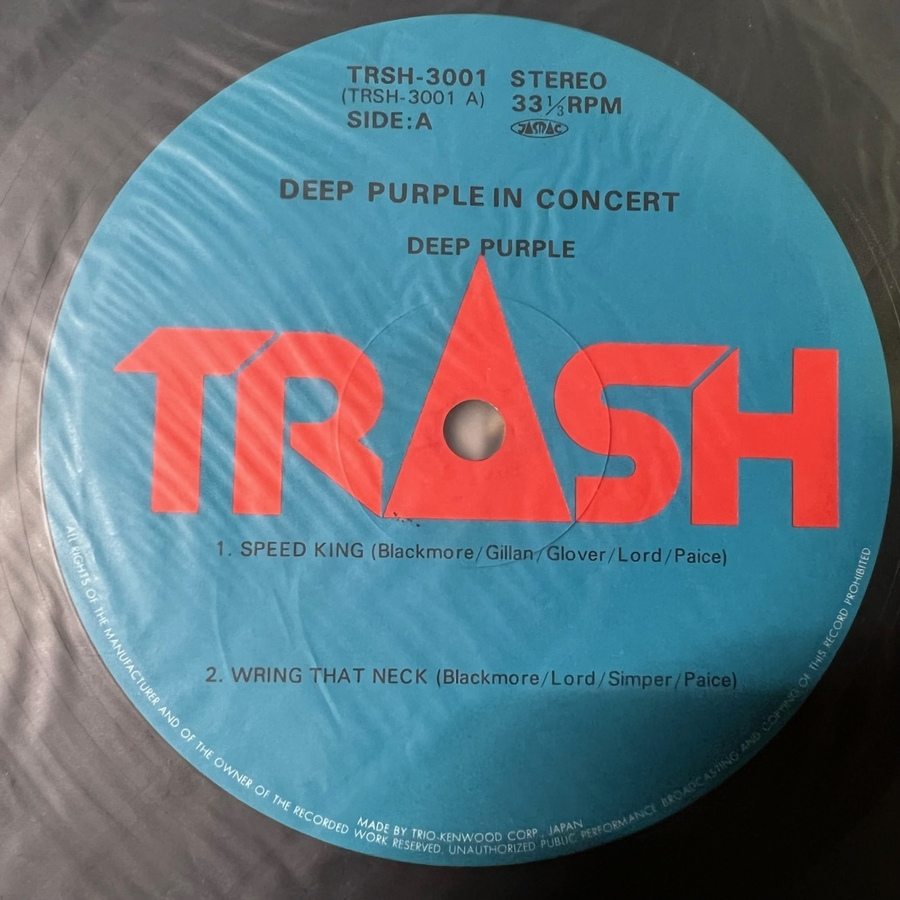 TRSH-3001 STEREO
(TRSH-3001 A) 33⅓RPM
SIDE:A JASRAC
DEEP PURPLE IN CONCERT
DEEP PURPLE
TRASH
1. SPEED KING (Blackmore/Gillan/Glover/Lord/Paice)
2. WRING THAT NECK (Blackmore/Lord/Simper/Paice)
MADE BY TRIO-KENWOOD CORP., JAPAN
ALL RIGHTS OF THE MANUFACTURER AND OF THE OWNER OF THE RECORDED WORK RESERVED. UNAUTHORIZED PUBLIC PERFORMANCE BROADCASTING AND COPYING OF THIS RECORD PROHIBITED